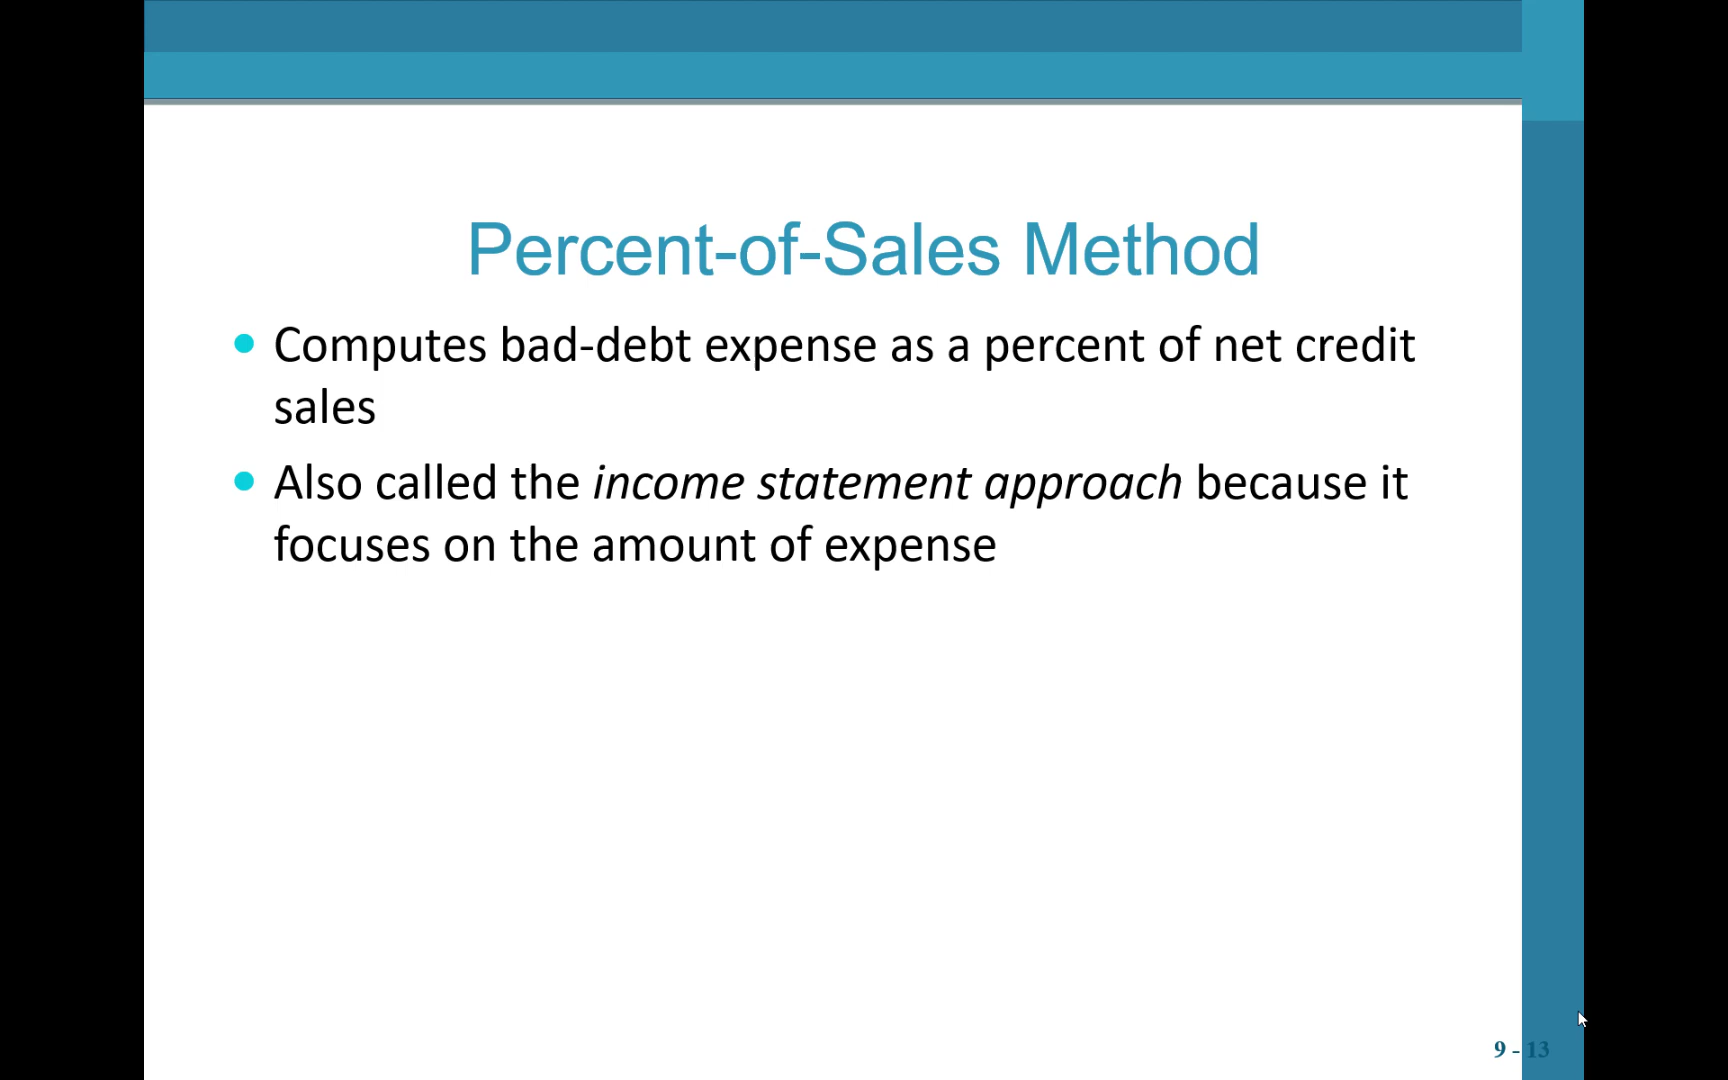 Percent-of-Sales Method
• Computes bad-debt expense as a percent of net credit
sales
• Also called the income statement approach because it
focuses on the amount of expense
9 - 13